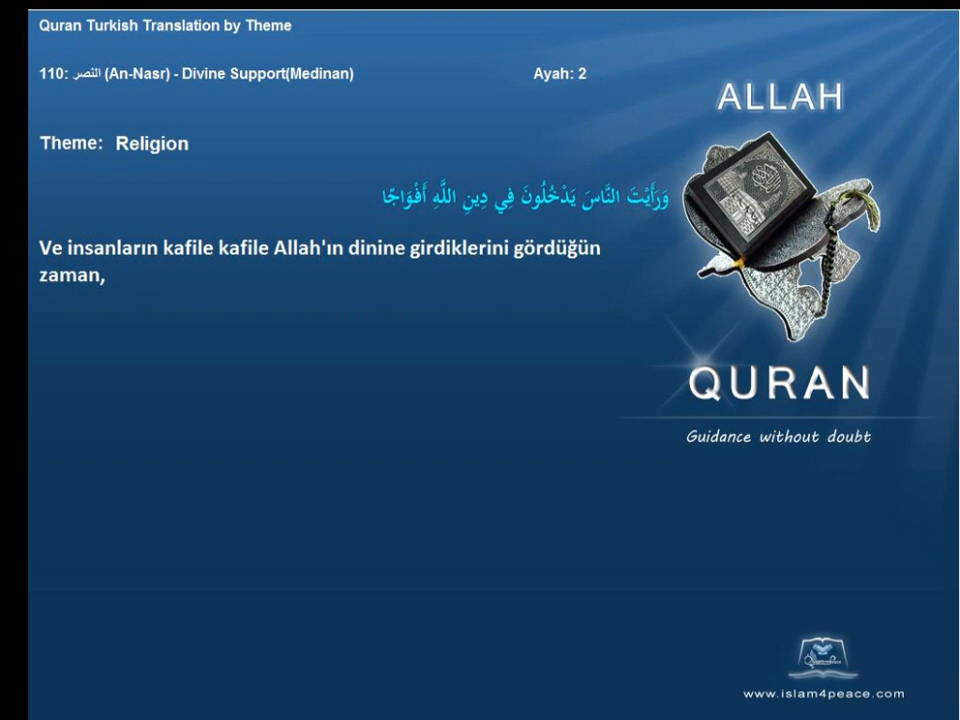 Quran Turkish Translation by Theme
110: النصر (An-Nasr) - Divine Support(Medinan) Ayah: 2
ALLAH
Theme: Religion
وَرَأَيْتَ النَّاسَ يَدْخُلُونَ فِي دِينِ اللَّهِ أَفْوَاجًا
Ve insanların kafile kafile Allah'ın dinine girdiklerini gördüğün
zaman,
QURAN
Guidance without doubt
www.islam4peace.com